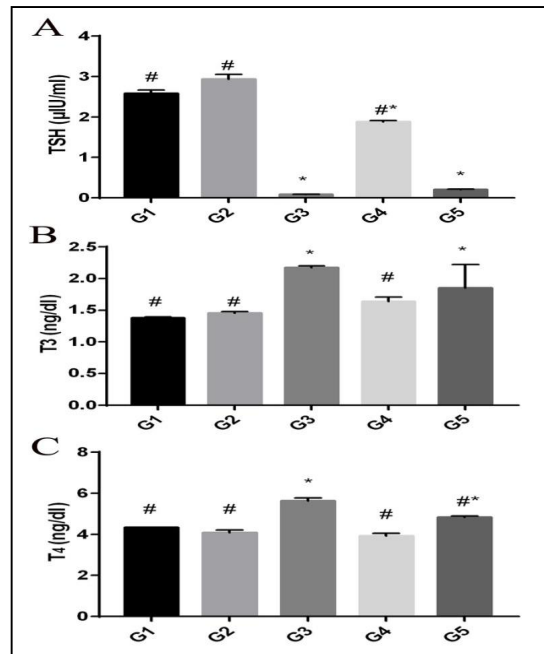 A
TSH (µIU/ml)
4
3
2
1
0
#
#
*
#*
*
G1
G2
G3
G4
G5
B
T3 (ng/dl)
2.5
2.0
1.5
1.0
0.5
0.0
#
#
*
#
*
G1
G2
G3
G4
G5
C
T4 (ng/dl)
8
6
4
2
0
#
#
*
#
#*
G1
G2
G3
G4
G5